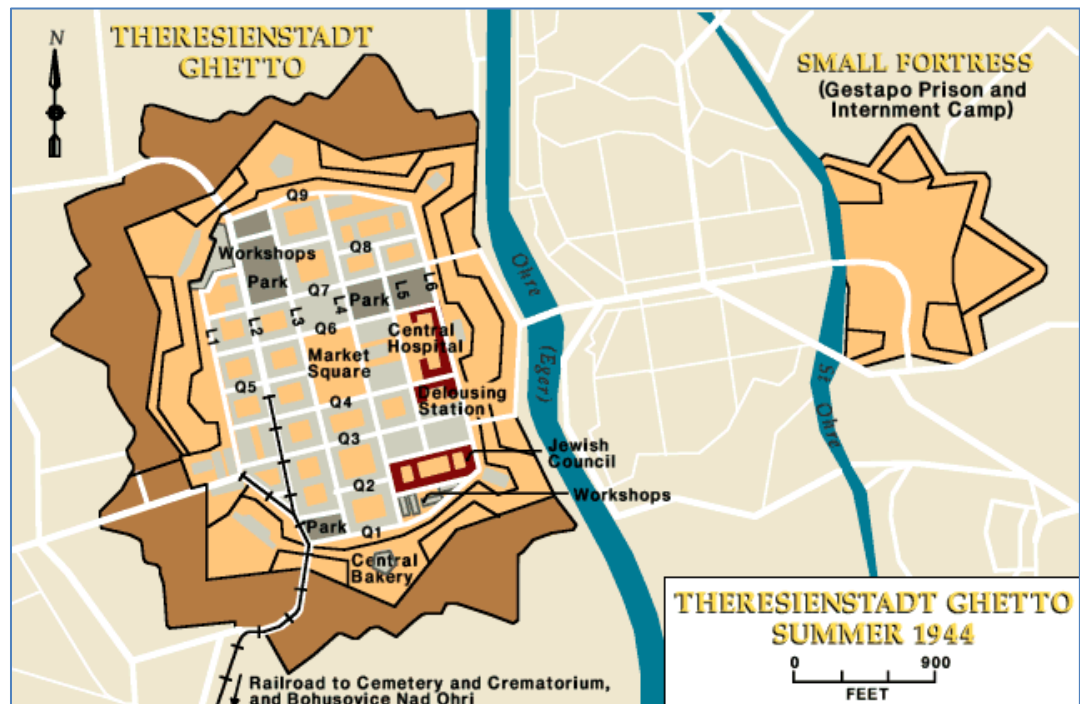 N
THERESIENSTADT
GHETTO
SMALL FORTRESS
(Gestapo Prison and
Internment Camp)
Q9
Workshops
Q8
Park
Q7
L4
Park
L5
L6
L1
L2
L3
Q6
Central
Hospital
Market
Square
Ohre
(Eger)
St Ohre
Q5
Q4
Delousing
Station
Q3
Jewish
Council
Q2
Workshops
Park
Q1
Central
Bakery
THERESIENSTADT GHETTO
SUMMER 1944
0 900
FEET
Railroad to Cemetery and Crematorium,
and Bohusovice Nad Ohri